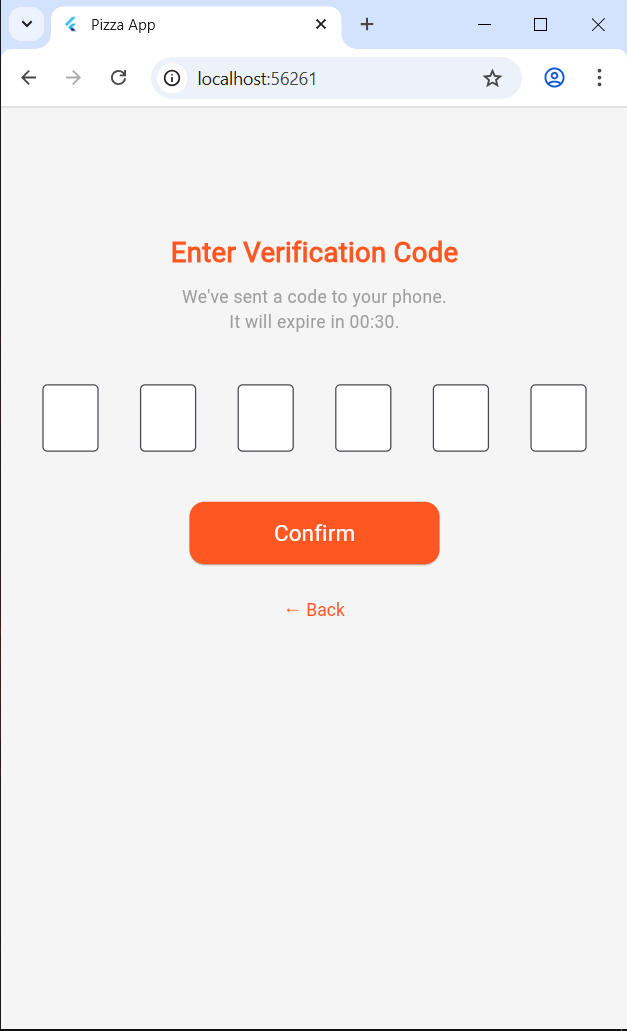 Pizza App
localhost:56261
Enter Verification Code
We've sent a code to your phone.
It will expire in 00:30.
Confirm
← Back